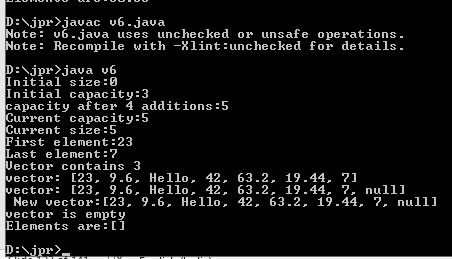 D:\jpr>javac v6.java
Note: v6.java uses unchecked or unsafe operations.
Note: Recompile with -Xlint:unchecked for details.
D:\jpr>java v6
Initial size:0
Initial capacity:3
capacity after 4 additions:5
Current capacity:5
Current size:5
First element:23
Last element:7
Vector contains 3
vector: [23, 9.6, Hello, 42, 63.2, 19.44, 7]
vector: [23, 9.6, Hello, 42, 63.2, 19.44, 7, null]
New vector:[23, 9.6, Hello, 42, 63.2, 19.44, 7, null]
vector is empty
Elements are:[]
D:\jpr>_